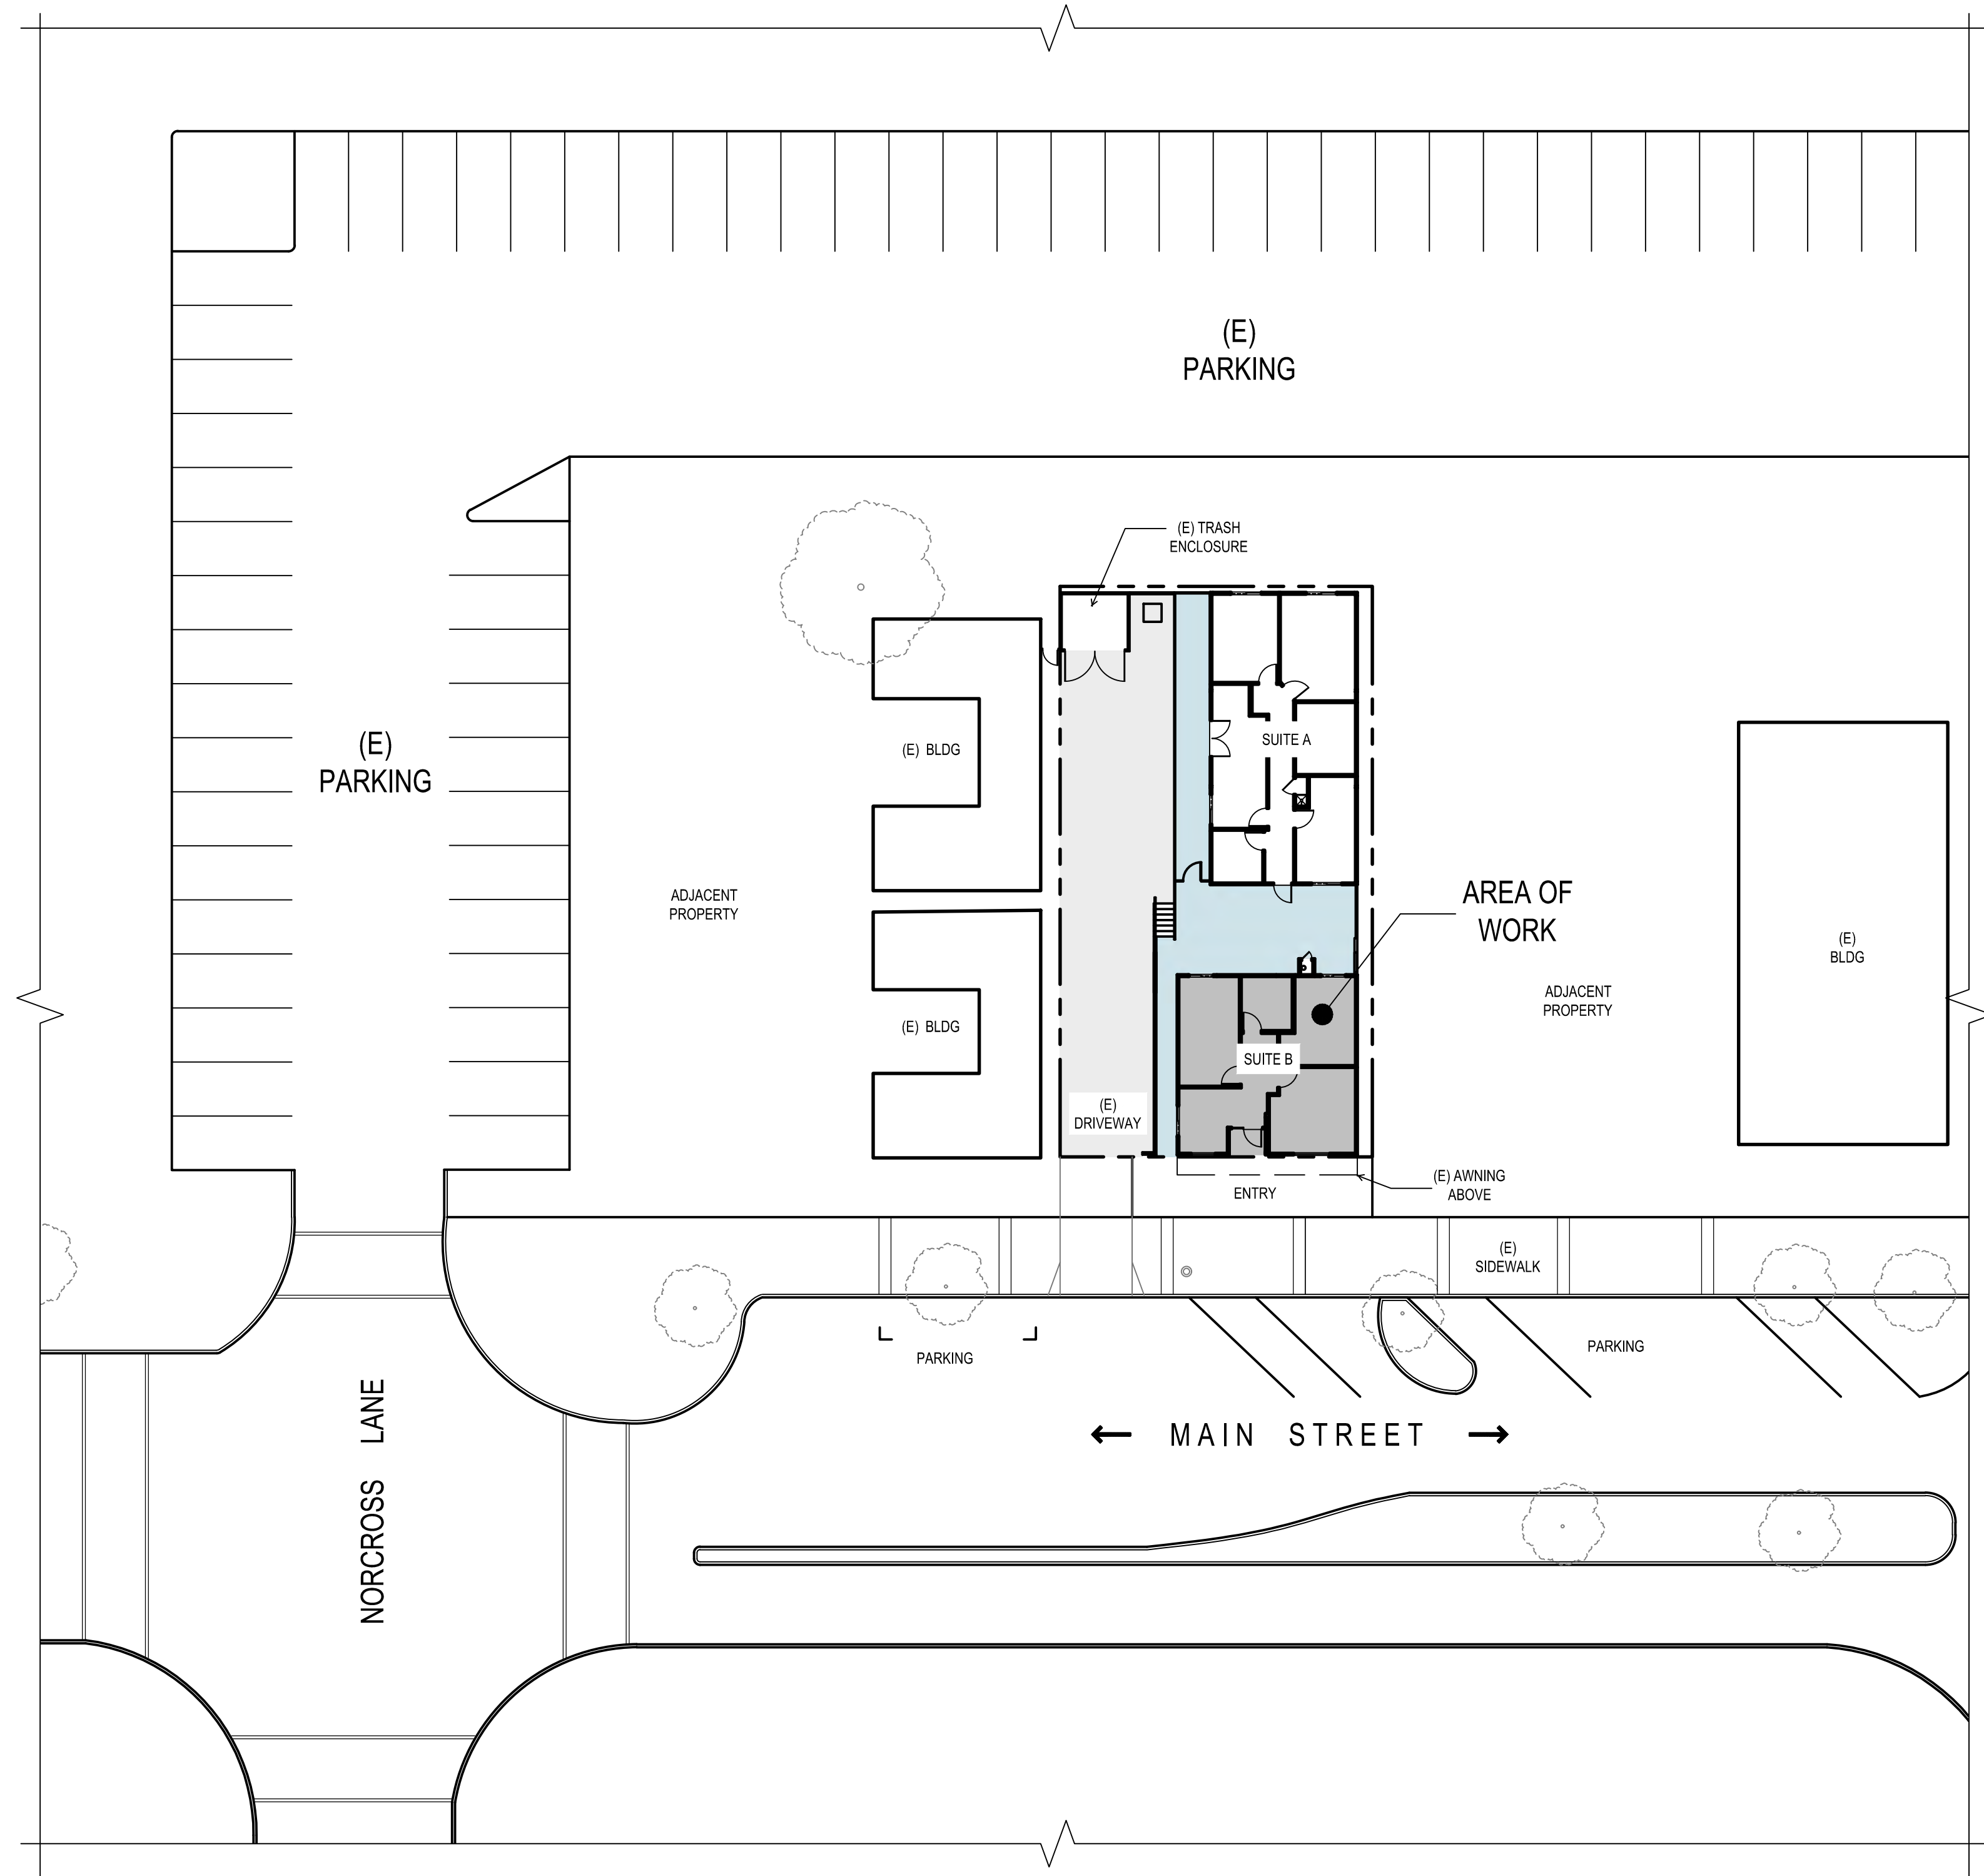 (E)
PARKING
(E) TRASH
ENCLOSURE
SUITE A
(E)
PARKING
(E) BLDG
ADJACENT
PROPERTY
AREA OF
WORK
(E)
BLDG
ADJACENT
PROPERTY
(E) BLDG
SUITE B
(E)
DRIVEWAY
(E) AWNING
ABOVE
ENTRY
(E)
SIDEWALK
PARKING
PARKING
MAIN STREET
NORCROSS LANE